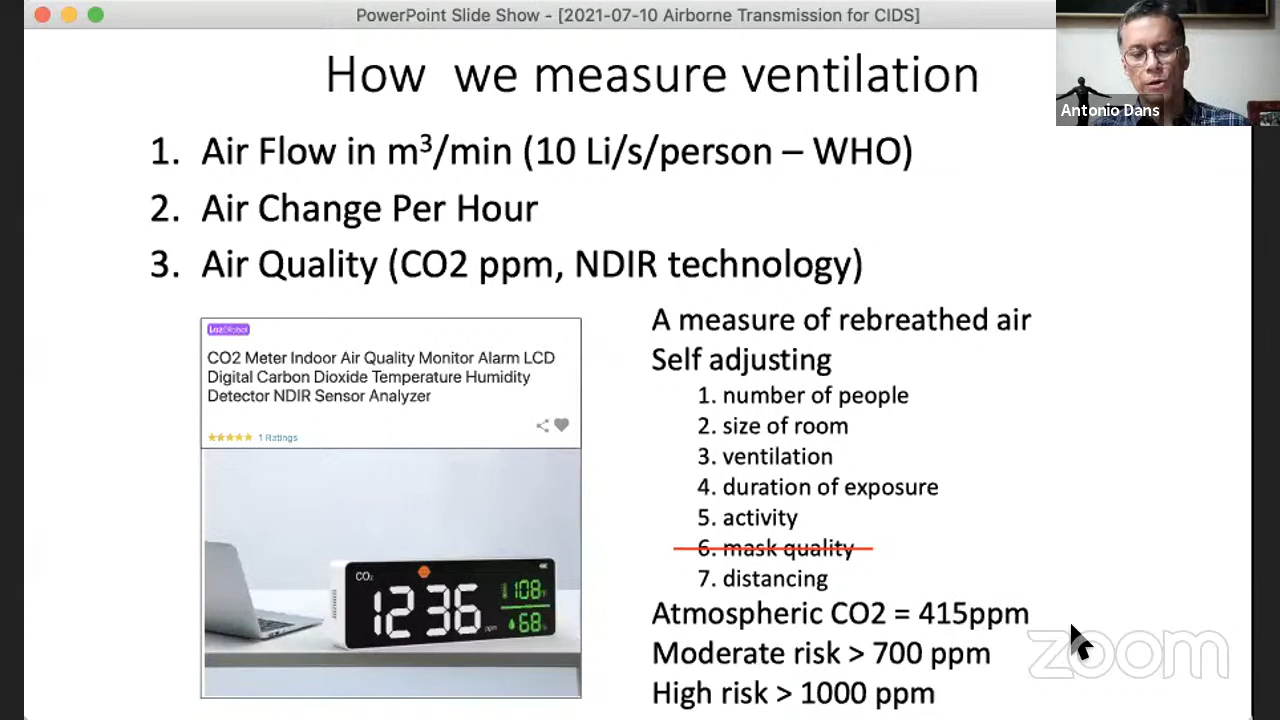 PowerPoint Slide Show - [2021-07-10 Airborne Transmission for CIDS]
Antonio Dans
How we measure ventilation
1. Air Flow in m³/min (10 Li/s/person – WHO)
2. Air Change Per Hour
3. Air Quality (CO2 ppm, NDIR technology)
LazGlobal
CO2 Meter Indoor Air Quality Monitor Alarm LCD
Digital Carbon Dioxide Temperature Humidity
Detector NDIR Sensor Analyzer
1 Ratings
CO₂
1236 ppm
108
68
A measure of rebreathed air
Self adjusting
1. number of people
2. size of room
3. ventilation
4. duration of exposure
5. activity
6. mask quality
7. distancing
Atmospheric CO2 = 415ppm
Moderate risk > 700 ppm
High risk > 1000 ppm
zoom